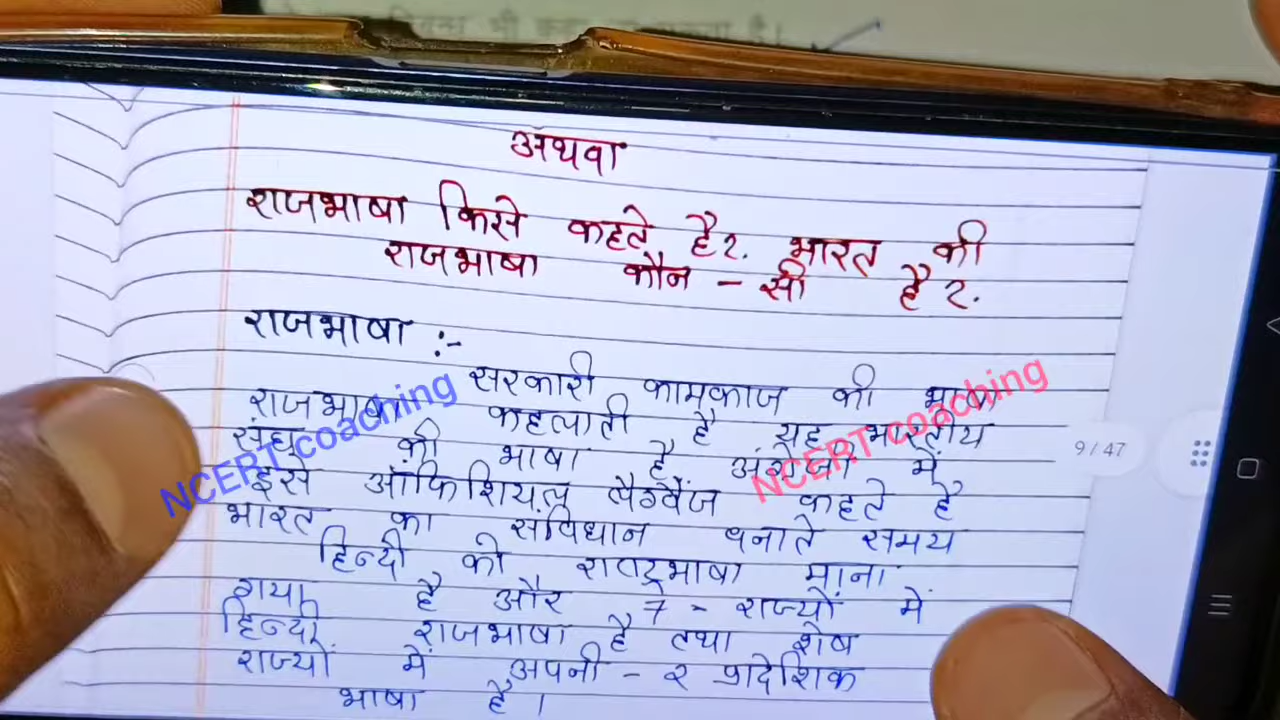 अथवा
राजभाषा किसे कहते है?. भारत की
राजभाषा कौन - सी है ?.
राजभाषा :-
सरकारी कामकाज की भाषा
राजभाषा कहलाती है यह भारतीय
संघ की भाषा है अंग्रेजी में
इसे ऑफिशियल लैंग्वेंज कहते है
भारत का संविधान बनाते समय
हिन्दी को राष्ट्रभाषा माना
गया है और 7 - राज्यों में
हिन्दी राजभाषा है तथा शेष
राज्यों में अपनी - २ प्रादेशिक
भाषा है ।
NCERT coaching
NCERT coaching
9/47